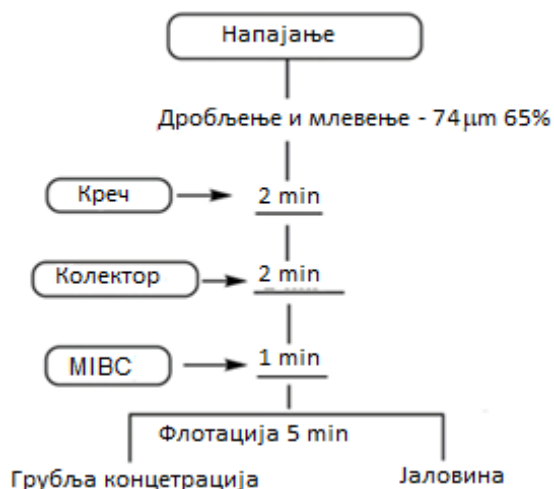 Напајање
Дробљење и млевење - 74μm 65%
Креч
2 min
Колектор
2 min
MIBC
1 min
Флотација 5 min
Грубља концетрација
Јаловина